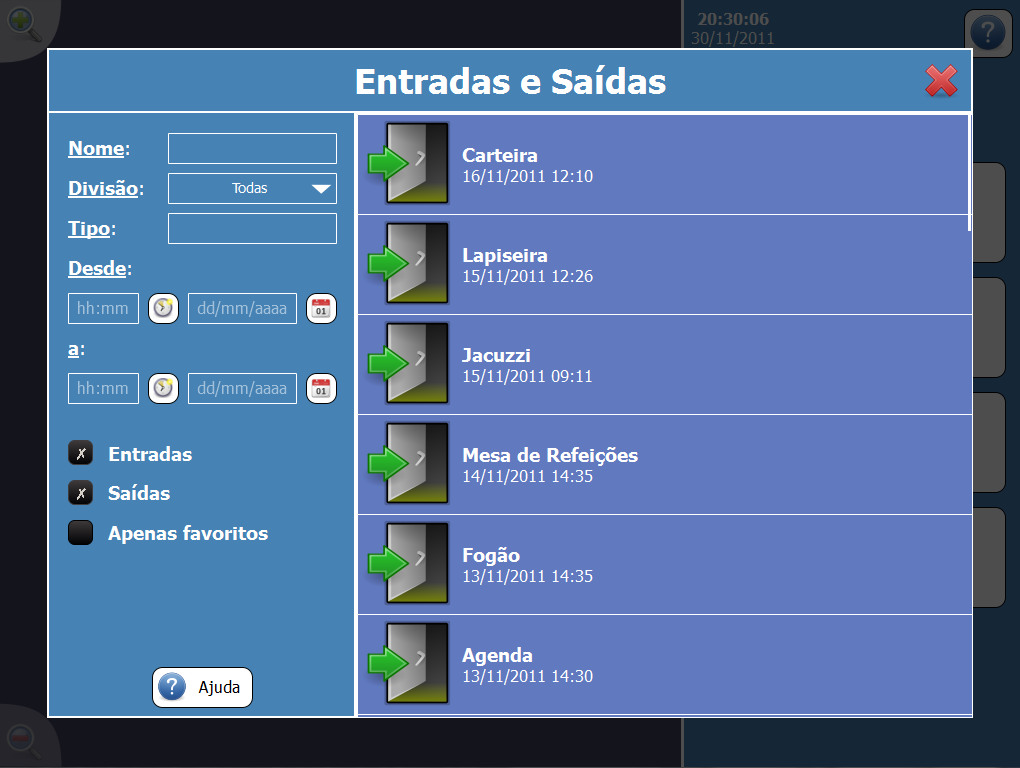 20:30:06
30/11/2011
Entradas e Saídas
Nome:
Divisão: Todas
Tipo:
Desde:
hh:mm dd/mm/aaaa 01
a:
hh:mm dd/mm/aaaa 01
Entradas
Saídas
Apenas favoritos
? Ajuda
Carteira
16/11/2011 12:10
Lapiseira
15/11/2011 12:26
Jacuzzi
15/11/2011 09:11
Mesa de Refeições
14/11/2011 14:35
Fogão
13/11/2011 14:35
Agenda
13/11/2011 14:30
?